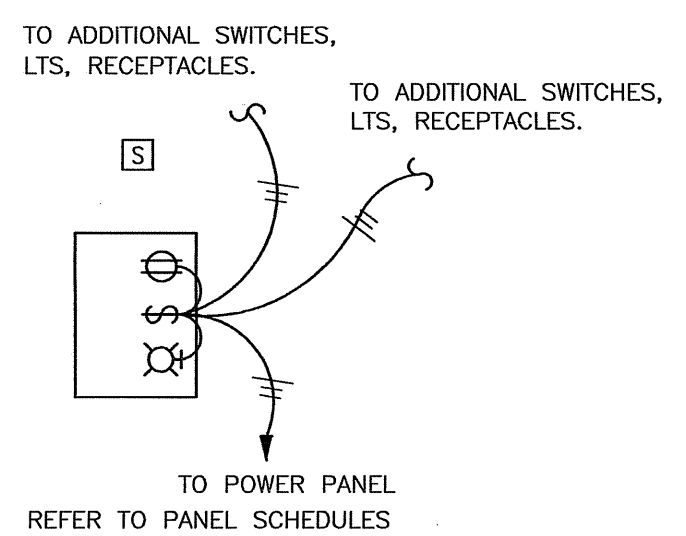 TO ADDITIONAL SWITCHES,
LTS, RECEPTACLES.
TO ADDITIONAL SWITCHES,
LTS, RECEPTACLES.
S
TO POWER PANEL
REFER TO PANEL SCHEDULES